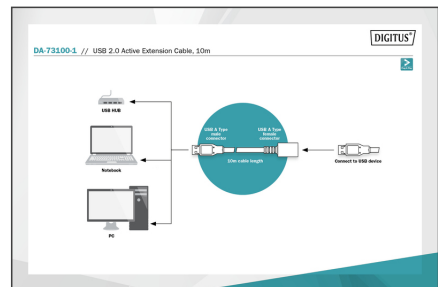 DIGITUS®
DA-73100-1 // USB 2.0 Active Extension Cable, 10m
USB HUB
USB A Type
male
connector
USB A Type
female
connector
10m cable length
Connect to USB device
Notebook
PC